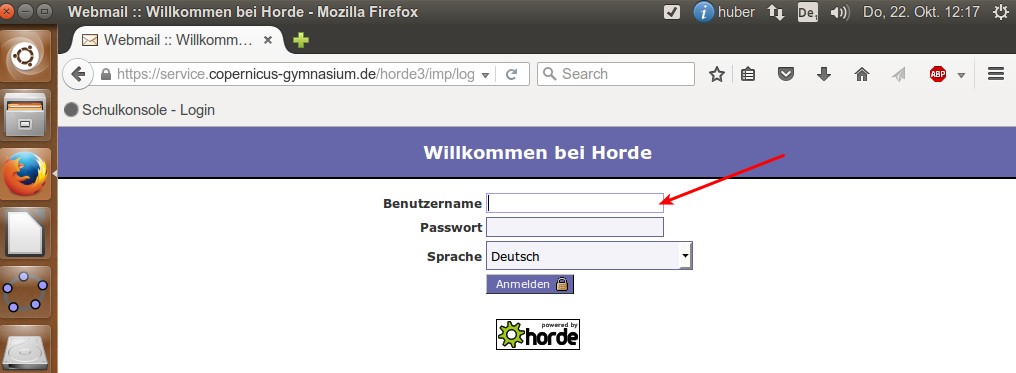 Webmail :: Willkommen bei Horde - Mozilla Firefox
huber
De1
Do, 22. Okt. 12:17
Webmail :: Willkomm…
https://service.copernicus-gymnasium.de/horde3/imp/log
Search
ABP
Schulkonsole - Login
Willkommen bei Horde
Benutzername
Passwort
Sprache
Deutsch
Anmelden
powered by
horde